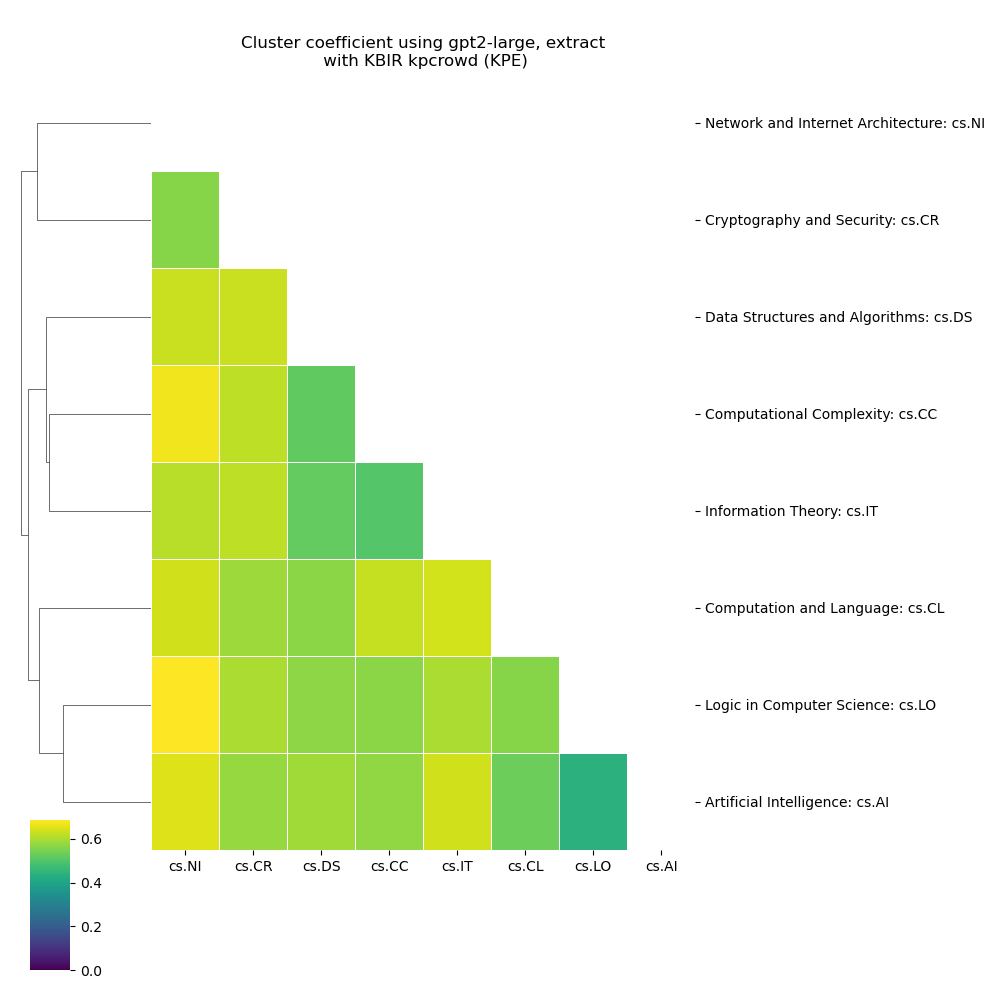 Cluster coefficient using gpt2-large, extract
with KBIR kpcrowd (KPE)
Network and Internet Architecture: cs.NI
Cryptography and Security: cs.CR
Data Structures and Algorithms: cs.DS
Computational Complexity: cs.CC
Information Theory: cs.IT
Computation and Language: cs.CL
Logic in Computer Science: cs.LO
Artificial Intelligence: cs.AI
cs.NI cs.CR cs.DS cs.CC cs.IT cs.CL cs.LO cs.AI
0.6
0.4
0.2
0.0